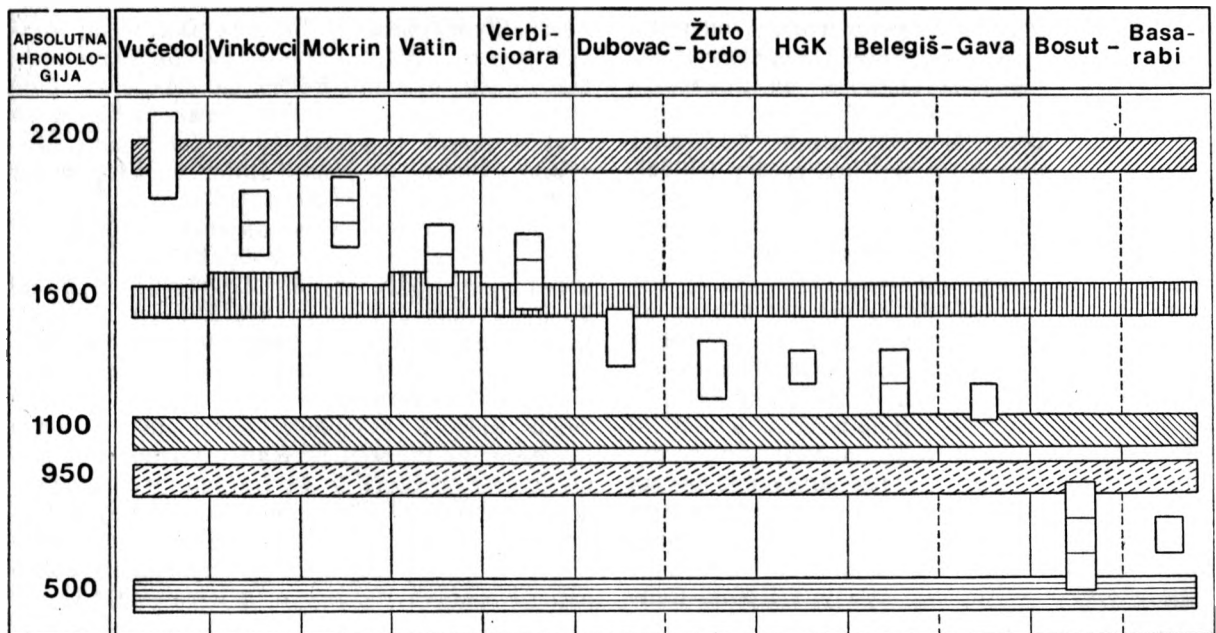 APSOLUTNA
HRONOLO-
GIJA
Vučedol
Vinkovci
Mokrin
Vatin
Verbi-
cioara
Dubovac – Žuto
brdo
HGK
Belegiš – Gava
Bosut – Basa-
rabi
2200
1600
1100
950
500